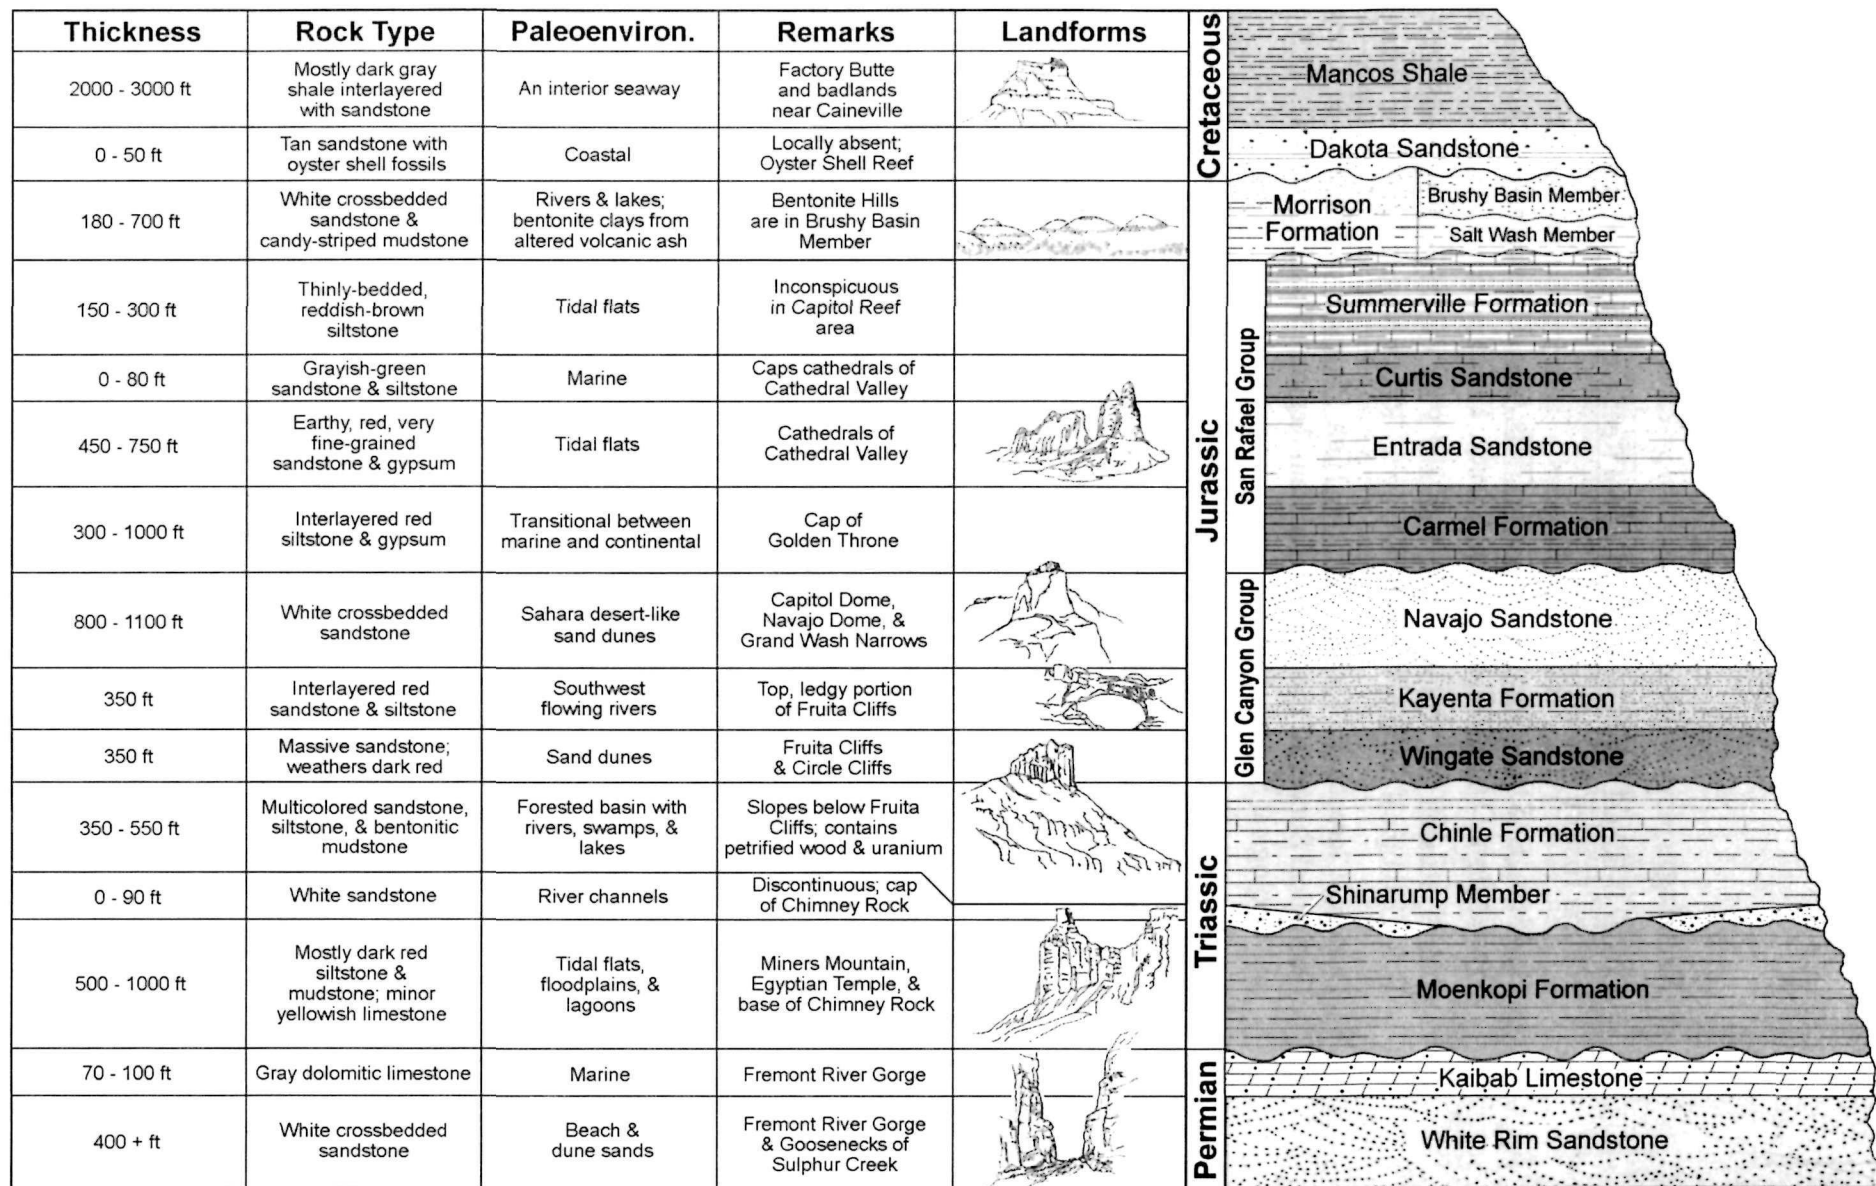 Thickness
Rock Type
Paleoenviron.
Remarks
Landforms
2000 - 3000 ft
Mostly dark gray
shale interlayered
with sandstone
An interior seaway
Factory Butte
and badlands
near Caineville
0 - 50 ft
Tan sandstone with
oyster shell fossils
Coastal
Locally absent;
Oyster Shell Reef
180 - 700 ft
White crossbedded
sandstone &
candy-striped mudstone
Rivers & lakes;
bentonite clays from
altered volcanic ash
Bentonite Hills
are in Brushy Basin
Member
150 - 300 ft
Thinly-bedded,
reddish-brown
siltstone
Tidal flats
Inconspicuous
in Capitol Reef
area
0 - 80 ft
Grayish-green
sandstone & siltstone
Marine
Caps cathedrals of
Cathedral Valley
450 - 750 ft
Earthy, red, very
fine-grained
sandstone & gypsum
Tidal flats
Cathedrals of
Cathedral Valley
300 - 1000 ft
Interlayered red
siltstone & gypsum
Transitional between
marine and continental
Cap of
Golden Throne
800 - 1100 ft
White crossbedded
sandstone
Sahara desert-like
sand dunes
Capitol Dome,
Navajo Dome, &
Grand Wash Narrows
350 ft
Interlayered red
sandstone & siltstone
Southwest
flowing rivers
Top, ledgy portion
of Fruita Cliffs
350 ft
Massive sandstone;
weathers dark red
Sand dunes
Fruita Cliffs
& Circle Cliffs
350 - 550 ft
Multicolored sandstone,
siltstone, & bentonitic
mudstone
Forested basin with
rivers, swamps, &
lakes
Slopes below Fruita
Cliffs; contains
petrified wood & uranium
0 - 90 ft
White sandstone
River channels
Discontinuous; cap
of Chimney Rock
500 - 1000 ft
Mostly dark red
siltstone &
mudstone; minor
yellowish limestone
Tidal flats,
floodplains, &
lagoons
Miners Mountain,
Egyptian Temple, &
base of Chimney Rock
70 - 100 ft
Gray dolomitic limestone
Marine
Fremont River Gorge
400 + ft
White crossbedded
sandstone
Beach &
dune sands
Fremont River Gorge
& Goosenecks of
Sulphur Creek
Cretaceous
Jurassic
Triassic
Permian
San Rafael Group
Glen Canyon Group
Mancos Shale
Dakota Sandstone
Morrison
Formation
Brushy Basin Member
Salt Wash Member
Summerville Formation
Curtis Sandstone
Entrada Sandstone
Carmel Formation
Navajo Sandstone
Kayenta Formation
Wingate Sandstone
Chinle Formation
Shinarump Member
Moenkopi Formation
Kaibab Limestone
White Rim Sandstone